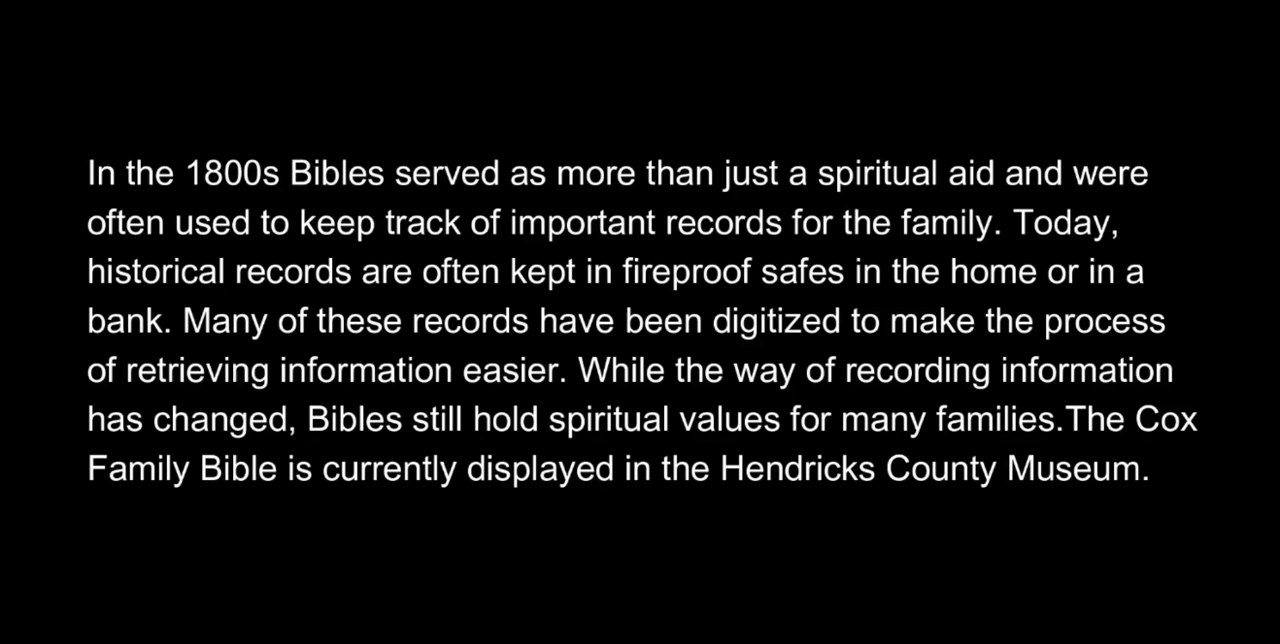 In the 1800s Bibles served as more than just a spiritual aid and were
often used to keep track of important records for the family. Today,
historical records are often kept in fireproof safes in the home or in a
bank. Many of these records have been digitized to make the process
of retrieving information easier. While the way of recording information
has changed, Bibles still hold spiritual values for many families.The Cox
Family Bible is currently displayed in the Hendricks County Museum.